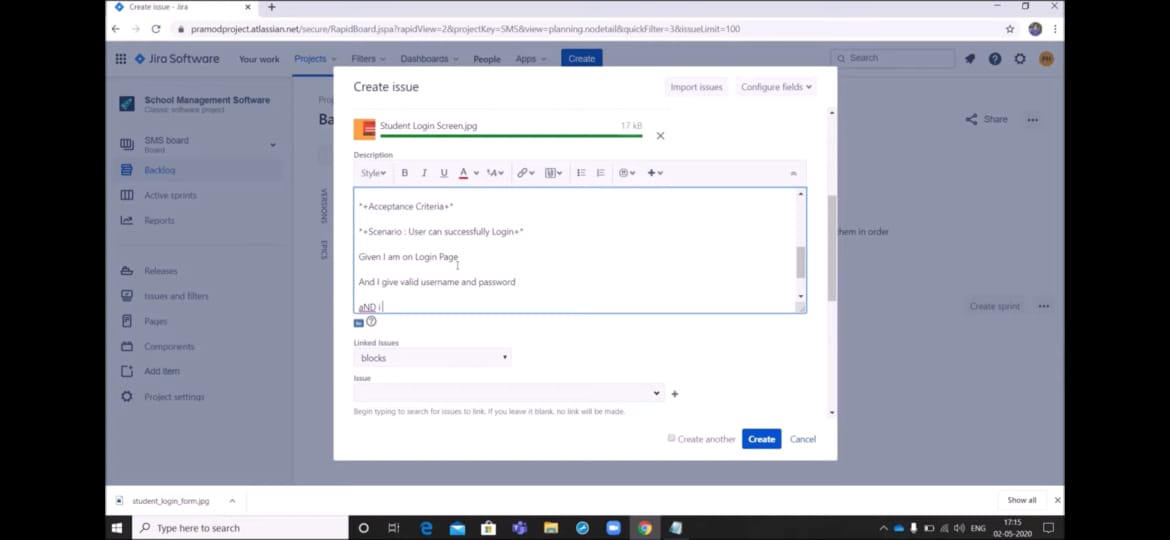 Create issue - Jira
pramodproject.atlassian.net/secure/RapidBoard.jspa?rapidView=2&projectKey=SMS&view=planning.nodetail&quickFilter=3&issueLimit=100
Jira Software Your work Projects Filters Dashboards People Apps Create Search
School Management Software
Classic software project
SMS board
Board
Backlog
Active sprints
Reports
Releases
Issues and filters
Pages
Components
Add item
Project settings
Proj
Ba
VERSIONS
EPICS
Share
them in order
Create sprint
Create issue
Import issues
Configure fields
Student Login Screen.jpg 17 kB
Description
Style B I U A
*+Acceptance Criteria+*
*+Scenario : User can successfully Login+*
Given I am on Login Page
And I give valid username and password
aND i
Linked Issues
blocks
Issue
Begin typing to search for issues to link. If you leave it blank, no link will be made.
Create another Create Cancel
student_login_form.jpg
Show all
Type here to search
ENG
17:15
02-05-2020